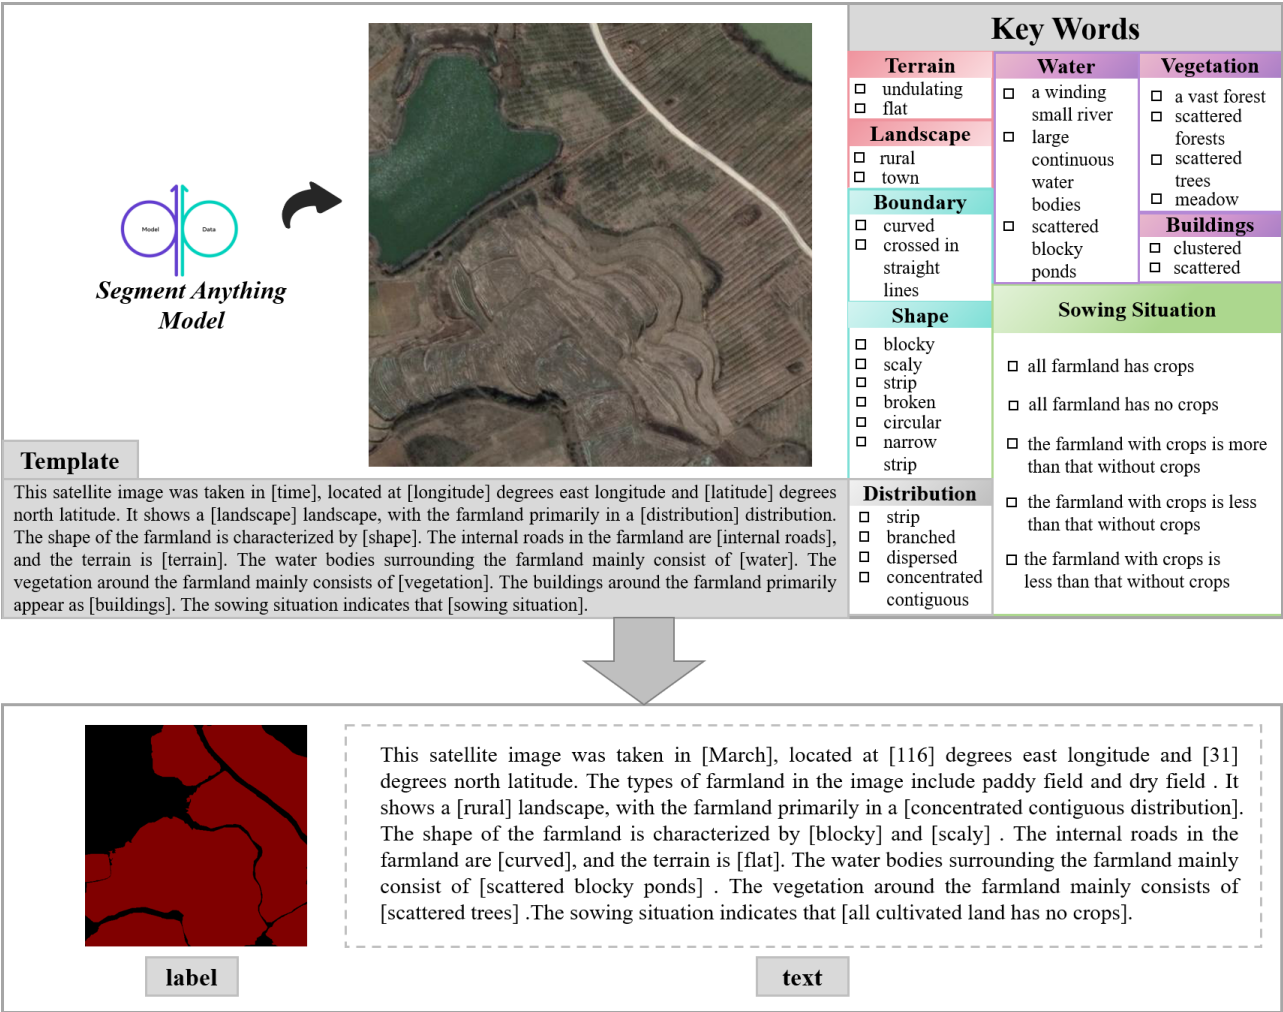 Model
Data
Segment Anything
Model
Key Words
Terrain
undulating
flat
Landscape
rural
town
Boundary
curved
crossed in
straight
lines
Shape
blocky
scaly
strip
broken
circular
narrow
strip
Distribution
strip
branched
dispersed
concentrated
contiguous
Water
a winding
small river
large
continuous
water
bodies
scattered
blocky
ponds
Vegetation
a vast forest
scattered
forests
scattered
trees
meadow
Buildings
clustered
scattered
Sowing Situation
all farmland has crops
all farmland has no crops
the farmland with crops is more
than that without crops
the farmland with crops is less
than that without crops
the farmland with crops is
less than that without crops
Template
This satellite image was taken in [time], located at [longitude] degrees east longitude and [latitude] degrees
north latitude. It shows a [landscape] landscape, with the farmland primarily in a [distribution] distribution.
The shape of the farmland is characterized by [shape]. The internal roads in the farmland are [internal roads],
and the terrain is [terrain]. The water bodies surrounding the farmland mainly consist of [water]. The
vegetation around the farmland mainly consists of [vegetation]. The buildings around the farmland primarily
appear as [buildings]. The sowing situation indicates that [sowing situation].
This satellite image was taken in [March], located at [116] degrees east longitude and [31]
degrees north latitude. The types of farmland in the image include paddy field and dry field . It
shows a [rural] landscape, with the farmland primarily in a [concentrated contiguous distribution].
The shape of the farmland is characterized by [blocky] and [scaly] . The internal roads in the
farmland are [curved], and the terrain is [flat]. The water bodies surrounding the farmland mainly
consist of [scattered blocky ponds] . The vegetation around the farmland mainly consists of
[scattered trees] .The sowing situation indicates that [all cultivated land has no crops].
label
text